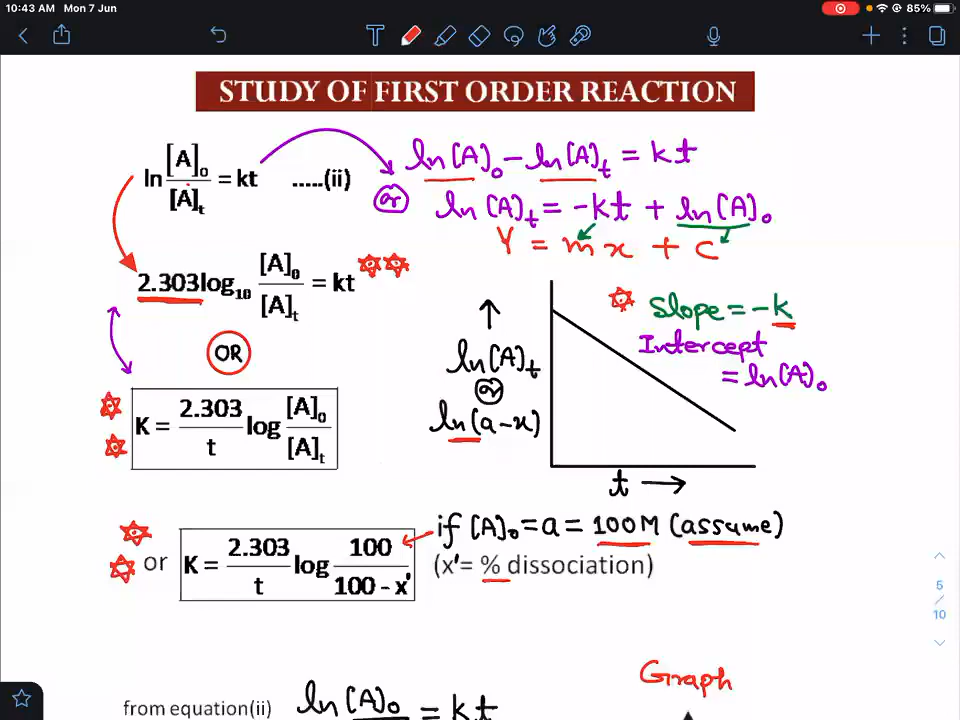 10:43 AM Mon 7 Jun
85%
STUDY OF FIRST ORDER REACTION
ln [A]₀/[A]t = kt .....(ii)
ln[A]₀ - ln[A]t = kt
or
ln[A]t = -kt + ln[A]₀
Y = mx + c
2.303log₁₀ [A]₀/[A]t = kt
OR
K = 2.303/t log [A]₀/[A]t
Slope = -k
Intercept
= ln[A]₀
ln[A]t
or
ln(a-x)
t
if [A]₀ = a = 100M (assume)
or K = 2.303/t log 100/100 - x'
(x'= % dissociation)
5
/
10
Graph
from equation(ii) ln[A]₀ = kt